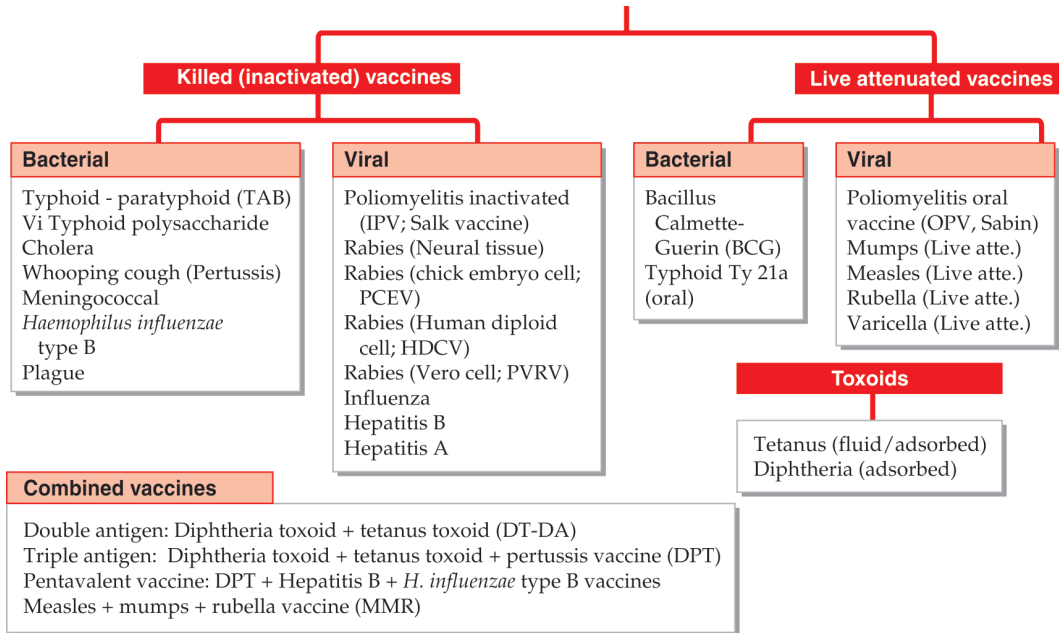 Killed (inactivated) vaccines
Bacterial
Typhoid - paratyphoid (TAB)
Vi Typhoid polysaccharide
Cholera
Whooping cough (Pertussis)
Meningococcal
Haemophilus influenzae
type B
Plague
Viral
Poliomyelitis inactivated
(IPV; Salk vaccine)
Rabies (Neural tissue)
Rabies (chick embryo cell;
PCEV)
Rabies (Human diploid
cell; HDCV)
Rabies (Vero cell; PVRV)
Influenza
Hepatitis B
Hepatitis A
Live attenuated vaccines
Bacterial
Bacillus
Calmette-
Guerin (BCG)
Typhoid Ty 21a
(oral)
Viral
Poliomyelitis oral
vaccine (OPV, Sabin)
Mumps (Live atte.)
Measles (Live atte.)
Rubella (Live atte.)
Varicella (Live atte.)
Toxoids
Tetanus (fluid/adsorbed)
Diphtheria (adsorbed)
Combined vaccines
Double antigen: Diphtheria toxoid + tetanus toxoid (DT-DA)
Triple antigen: Diphtheria toxoid + tetanus toxoid + pertussis vaccine (DPT)
Pentavalent vaccine: DPT + Hepatitis B + H. influenzae type B vaccines
Measles + mumps + rubella vaccine (MMR)